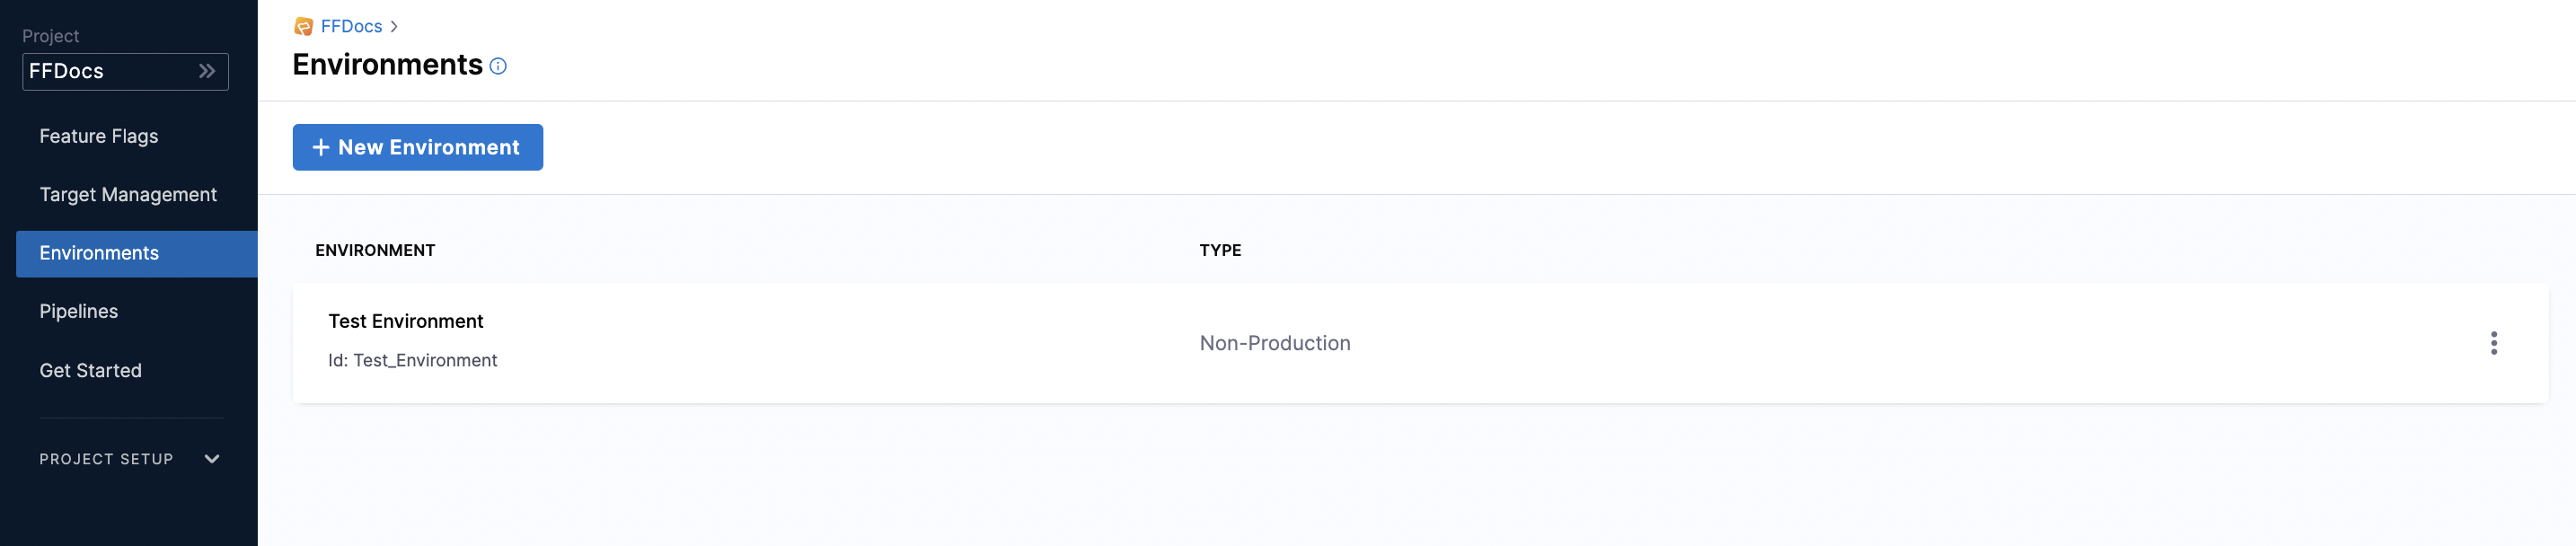 Project
FFDocs
Feature Flags
Target Management
Environments
Pipelines
Get Started
PROJECT SETUP
FFDocs
Environments
New Environment
ENVIRONMENT TYPE
Test Environment
Id: Test_Environment
Non-Production